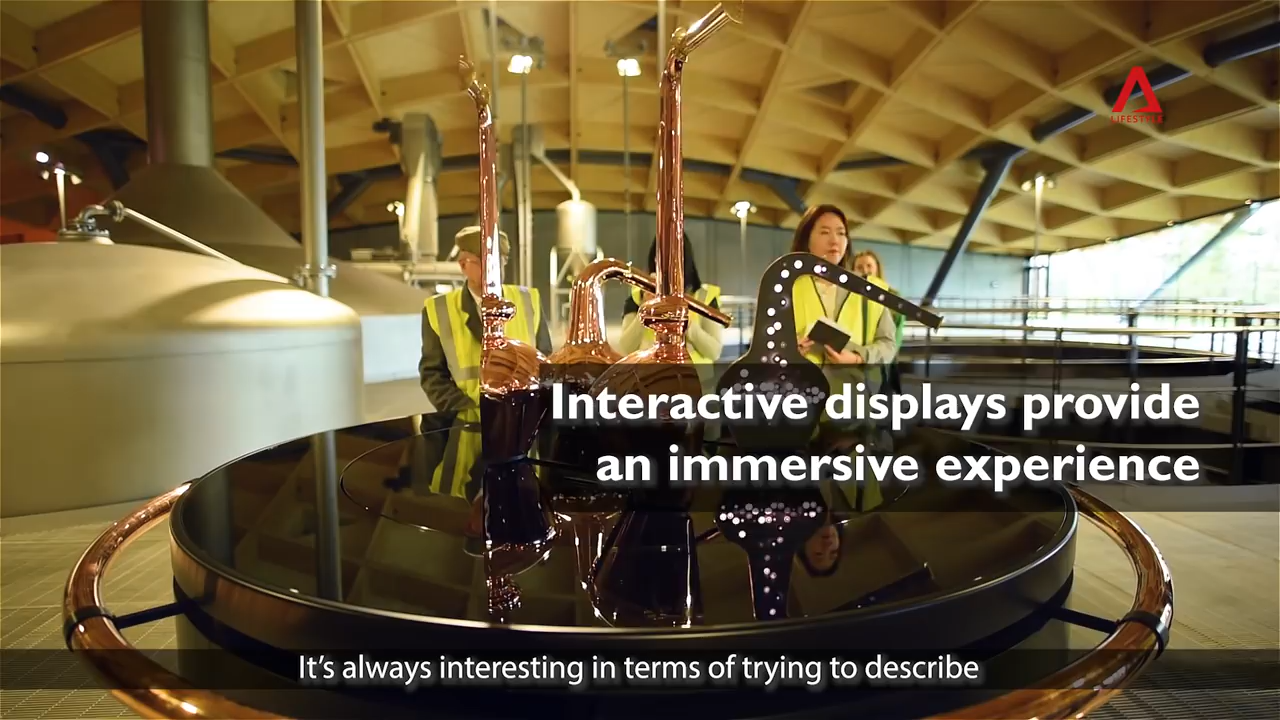 LIFESTYLE
Interactive displays provide
an immersive experience
It's always interesting in terms of trying to describe